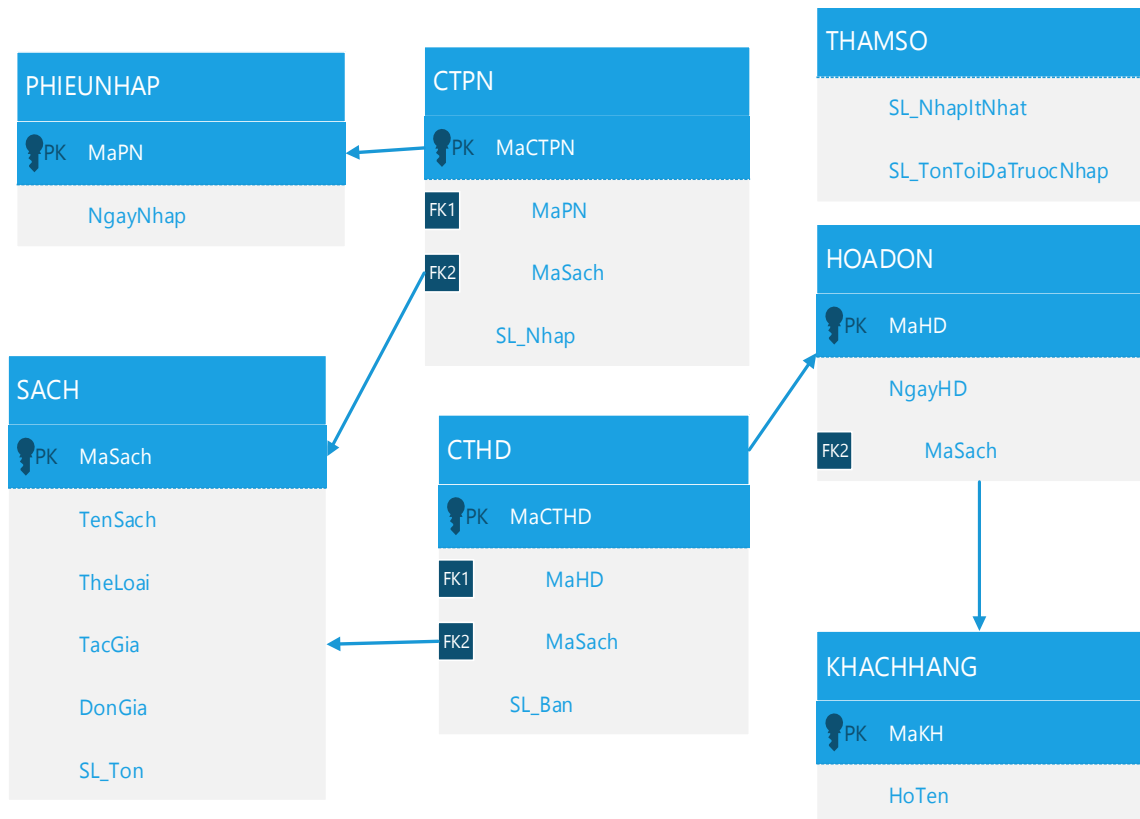 PHIEUNHAP
PK MaPN
NgayNhap
CTPN
PK MaCTPN
FK1 MaPN
FK2 MaSach
SL_Nhap
THAMSO
SL_NhapItNhat
SL_TonToiDaTruocNhap
HOADON
PK MaHD
NgayHD
FK2 MaSach
SACH
PK MaSach
TenSach
TheLoai
TacGia
DonGia
SL_Ton
CTHD
PK MaCTHD
FK1 MaHD
FK2 MaSach
SL_Ban
KHACHHANG
PK MaKH
HoTen